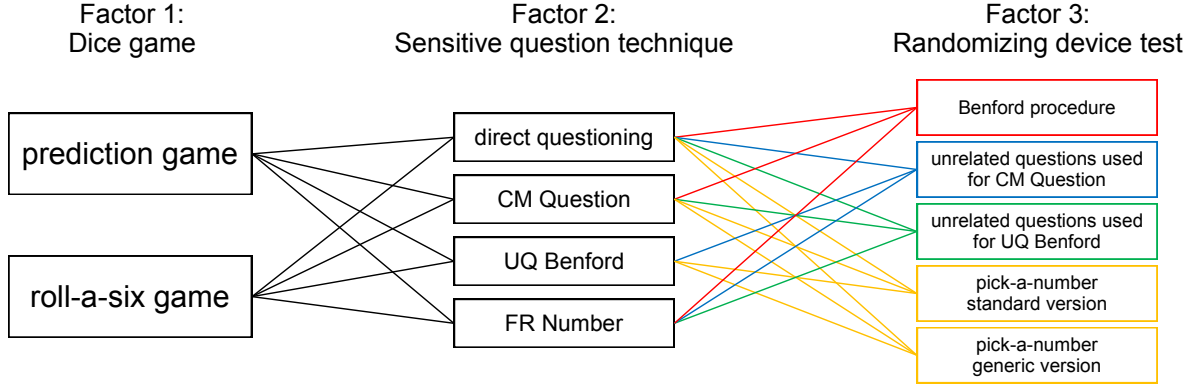 Factor 1:
Dice game
Factor 2:
Sensitive question technique
Factor 3:
Randomizing device test
prediction game
roll-a-six game
direct questioning
CM Question
UQ Benford
FR Number
Benford procedure
unrelated questions used
for CM Question
unrelated questions used
for UQ Benford
pick-a-number
standard version
pick-a-number
generic version